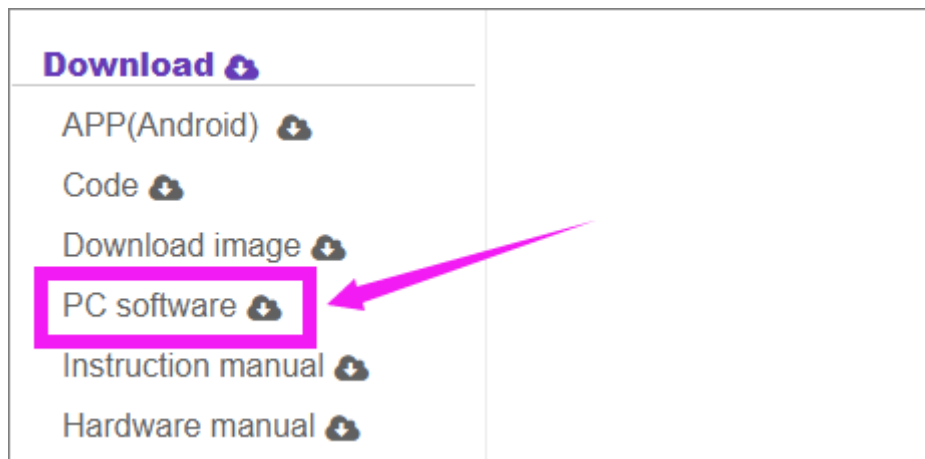 Download
APP(Android)
Code
Download image
PC software
Instruction manual
Hardware manual